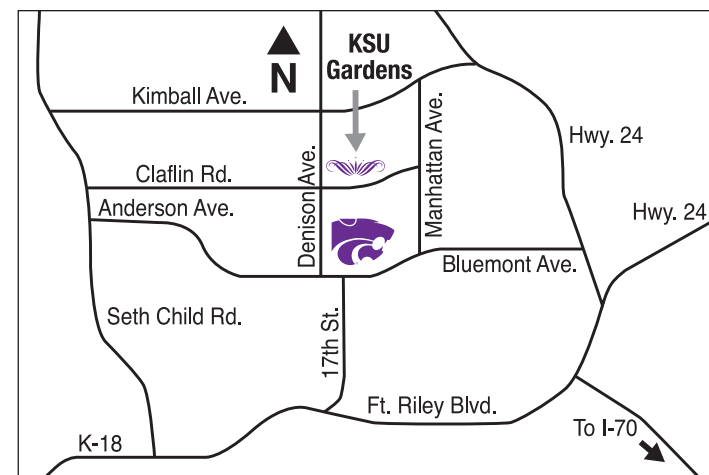 KSU
Gardens
N
Kimball Ave.
Hwy. 24
Manhattan Ave.
Denison Ave.
Claflin Rd.
Anderson Ave.
Hwy. 24
Bluemont Ave.
Seth Child Rd.
17th St.
Ft. Riley Blvd.
To I-70
K-18